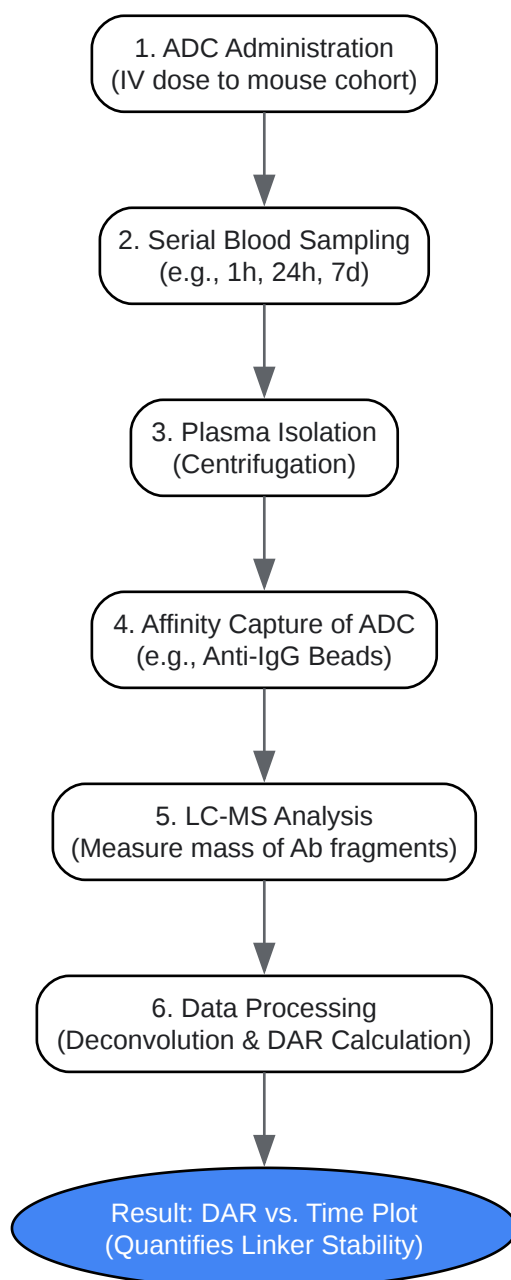 1. ADC Administration
(IV dose to mouse cohort)
2. Serial Blood Sampling
(e.g., 1h, 24h, 7d)
3. Plasma Isolation
(Centrifugation)
4. Affinity Capture of ADC
(e.g., Anti-IgG Beads)
5. LC-MS Analysis
(Measure mass of Ab fragments)
6. Data Processing
(Deconvolution & DAR Calculation)
Result: DAR vs. Time Plot
(Quantifies Linker Stability)